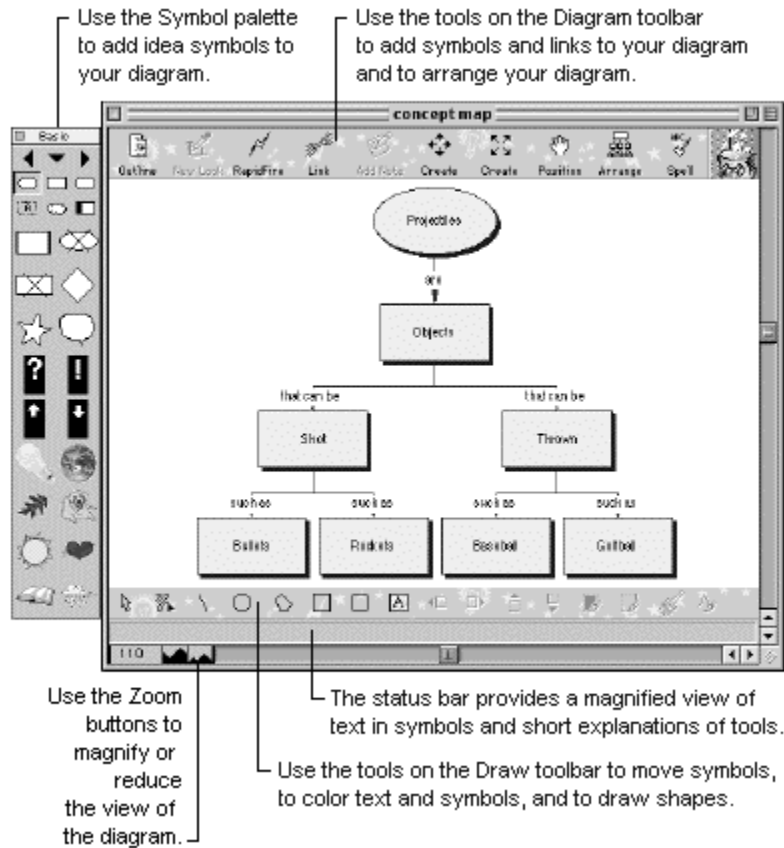 Use the Symbol palette
to add idea symbols to
your diagram.
Use the tools on the Diagram toolbar
to add symbols and links to your diagram
and to arrange your diagram.
concept map
Basic
Outline New Look RapidFire Link Add Note Create Create Position Arrange Spell
Projectiles
are
Objects
that can be that can be
Shot Thrown
such as such as such as such as
Bullets Rockets Baseball Golfball
?
!
A
110
Use the Zoom
buttons to
magnify or
reduce
the view of
the diagram.
The status bar provides a magnified view of
text in symbols and short explanations of tools.
Use the tools on the Draw toolbar to move symbols,
to color text and symbols, and to draw shapes.